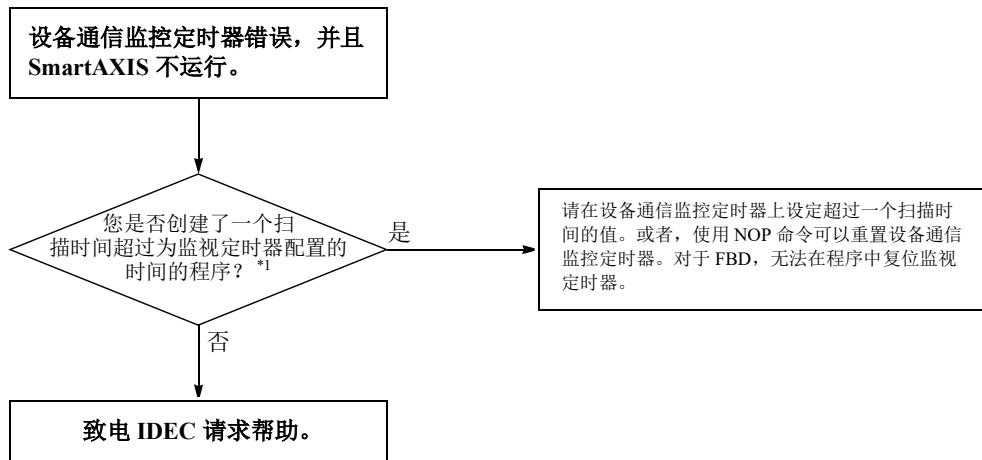 设备通信监控定时器错误，并且
SmartAXIS 不运行。
您是否创建了一个扫
描时间超过为监视定时器配置的
时间的程序？ *1
是
请在设备通信监控定时器上设定超过一个扫描时
间的值。或者，使用 NOP 命令可以重置设备通信
监控定时器。对于 FBD，无法在程序中复位监视
定时器。
否
致电 IDEC 请求帮助。